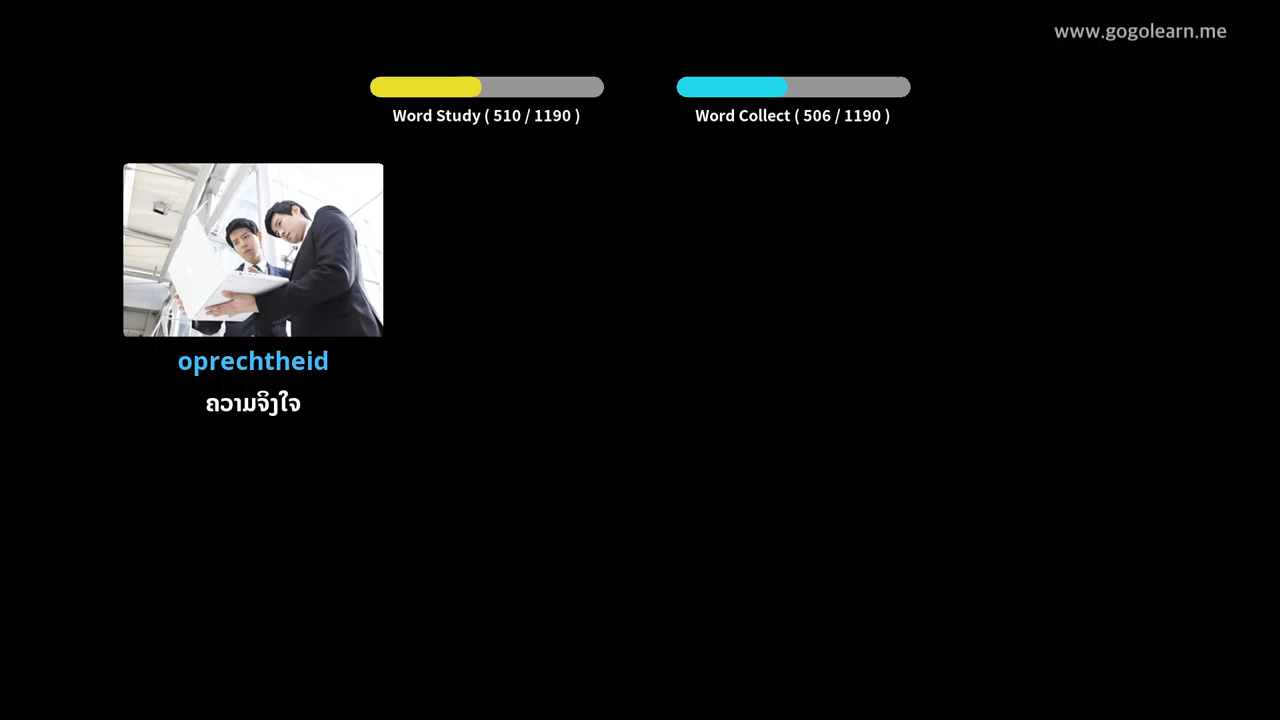 www.gogolearn.me
Word Study ( 510 / 1190 )
Word Collect ( 506 / 1190 )
oprechtheid
ຄວາມຈິງໃຈ